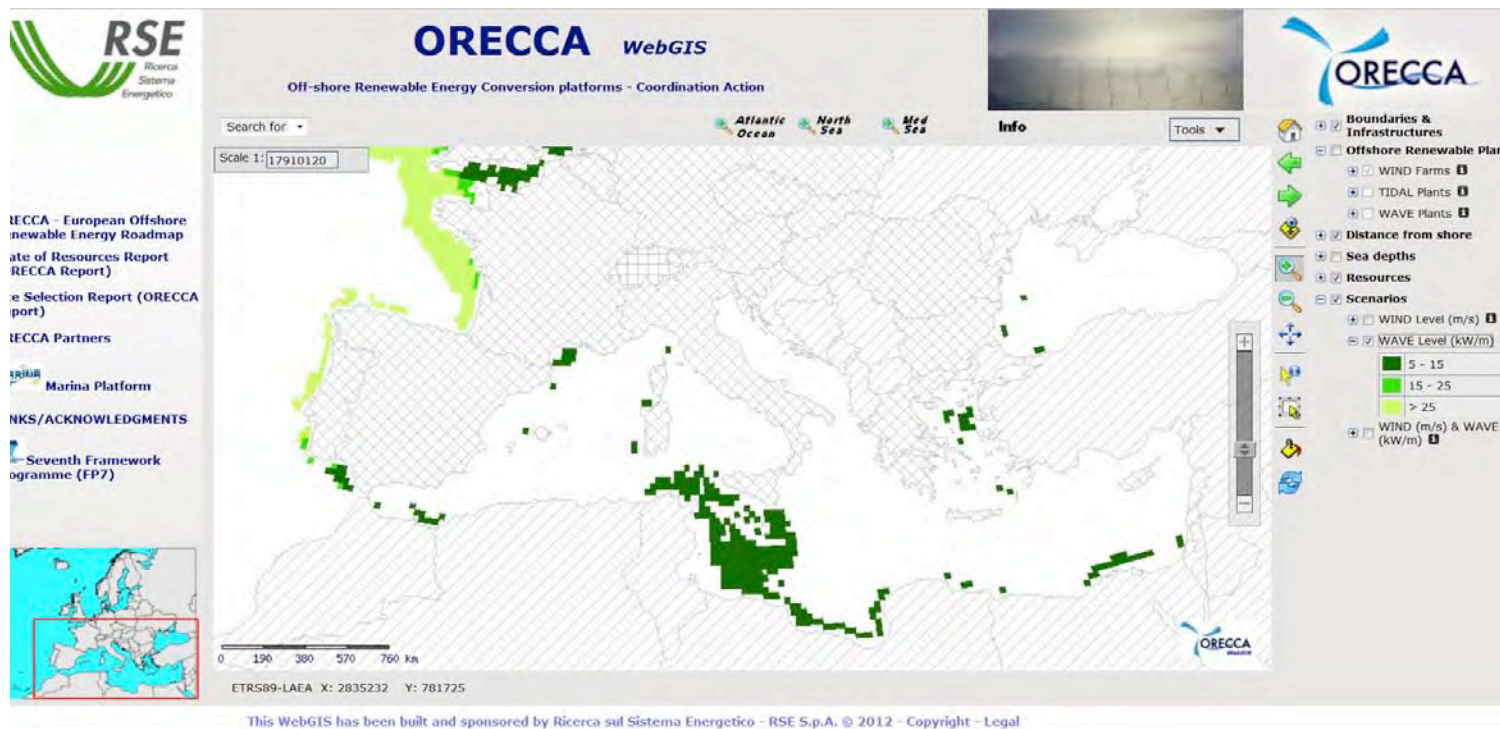 RSE
Ricerca
Sistema
Energetico
ORECCA WebGIS
Off-shore Renewable Energy Conversion platforms - Coordination Action
ORECCA
Search for
Atlantic
Ocean
North
Sea
Med
Sea
Info
Tools
Scale 1: 17910120
RECCA - European Offshore
enewable Energy Roadmap
ate of Resources Report
RECCA Report)
e Selection Report (ORECCA
port)
RECCA Partners
Marina Platform
NKS/ACKNOWLEDGMENTS
Seventh Framework
ogramme (FP7)
Boundaries &
Infrastructures
Offshore Renewable Plan
WIND Farms
TIDAL Plants
WAVE Plants
Distance from shore
Sea depths
Resources
Scenarios
WIND Level (m/s)
WAVE Level (kW/m)
5 - 15
15 - 25
> 25
WIND (m/s) & WAVE
(kW/m)
ORECCA
WebGIS
0 190 380 570 760 km
ETRS89-LAEA X: 2835232 Y: 781725
This WebGIS has been built and sponsored by Ricerca sul Sistema Energetico - RSE S.p.A. © 2012 - Copyright - Legal